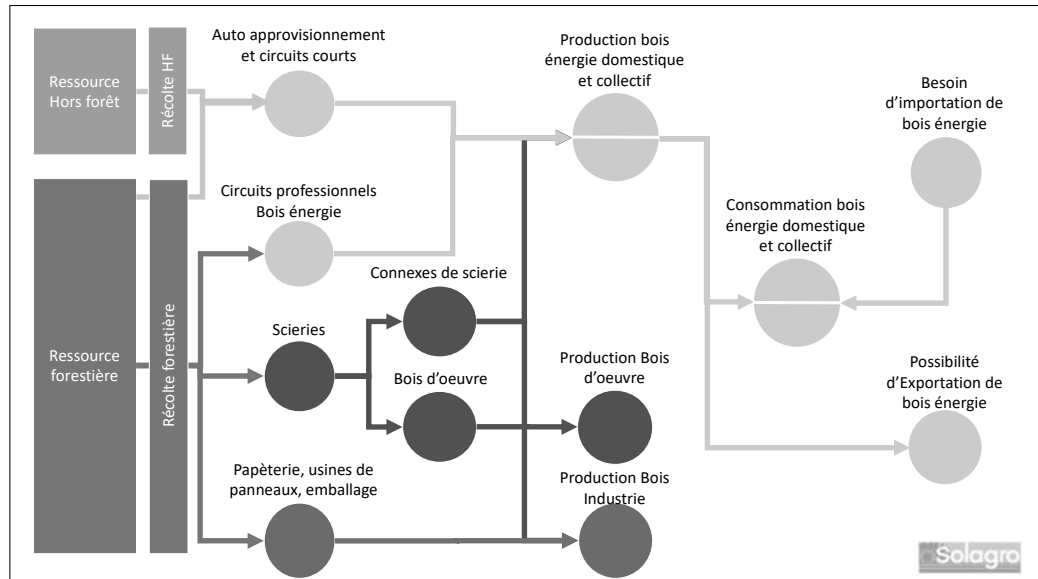 Ressource
Hors forêt
Récolte HF
Auto approvisionnement
et circuits courts
Production bois
énergie domestique
et collectif
Besoin
d’importation de
bois énergie
Ressource
forestière
Récolte forestière
Circuits professionnels
Bois énergie
Consommation bois
énergie domestique
et collectif
Connexes de scierie
Scieries
Bois d’oeuvre
Production Bois
d’oeuvre
Possibilité
d’Exportation de
bois énergie
Papèterie, usines de
panneaux, emballage
Production Bois
Industrie
Solagro